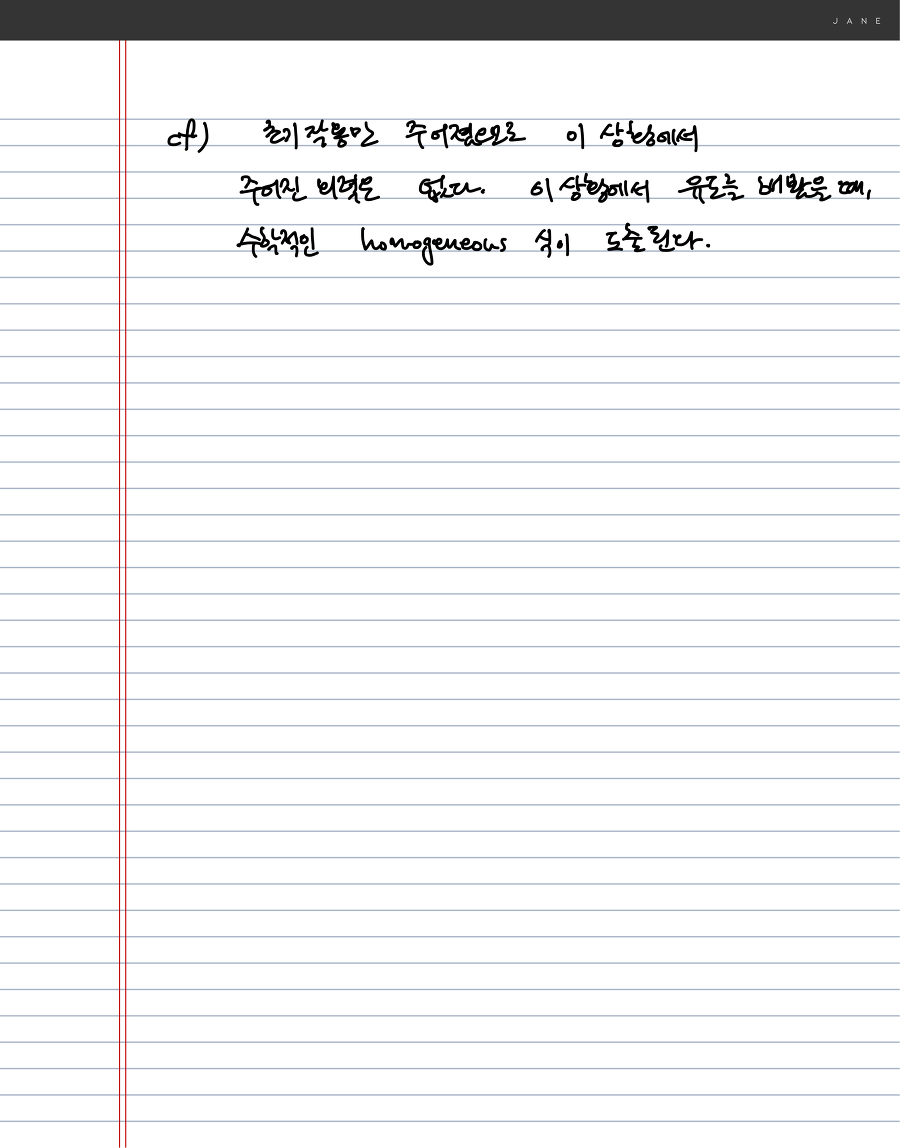 JANE
cf) 초기 작용만 주어졌으므로 이 상황에서
주어진 외력은 없다. 이 상황에서 유도를 해봤을 때,
수학적인 homogeneous 식이 도출된다.